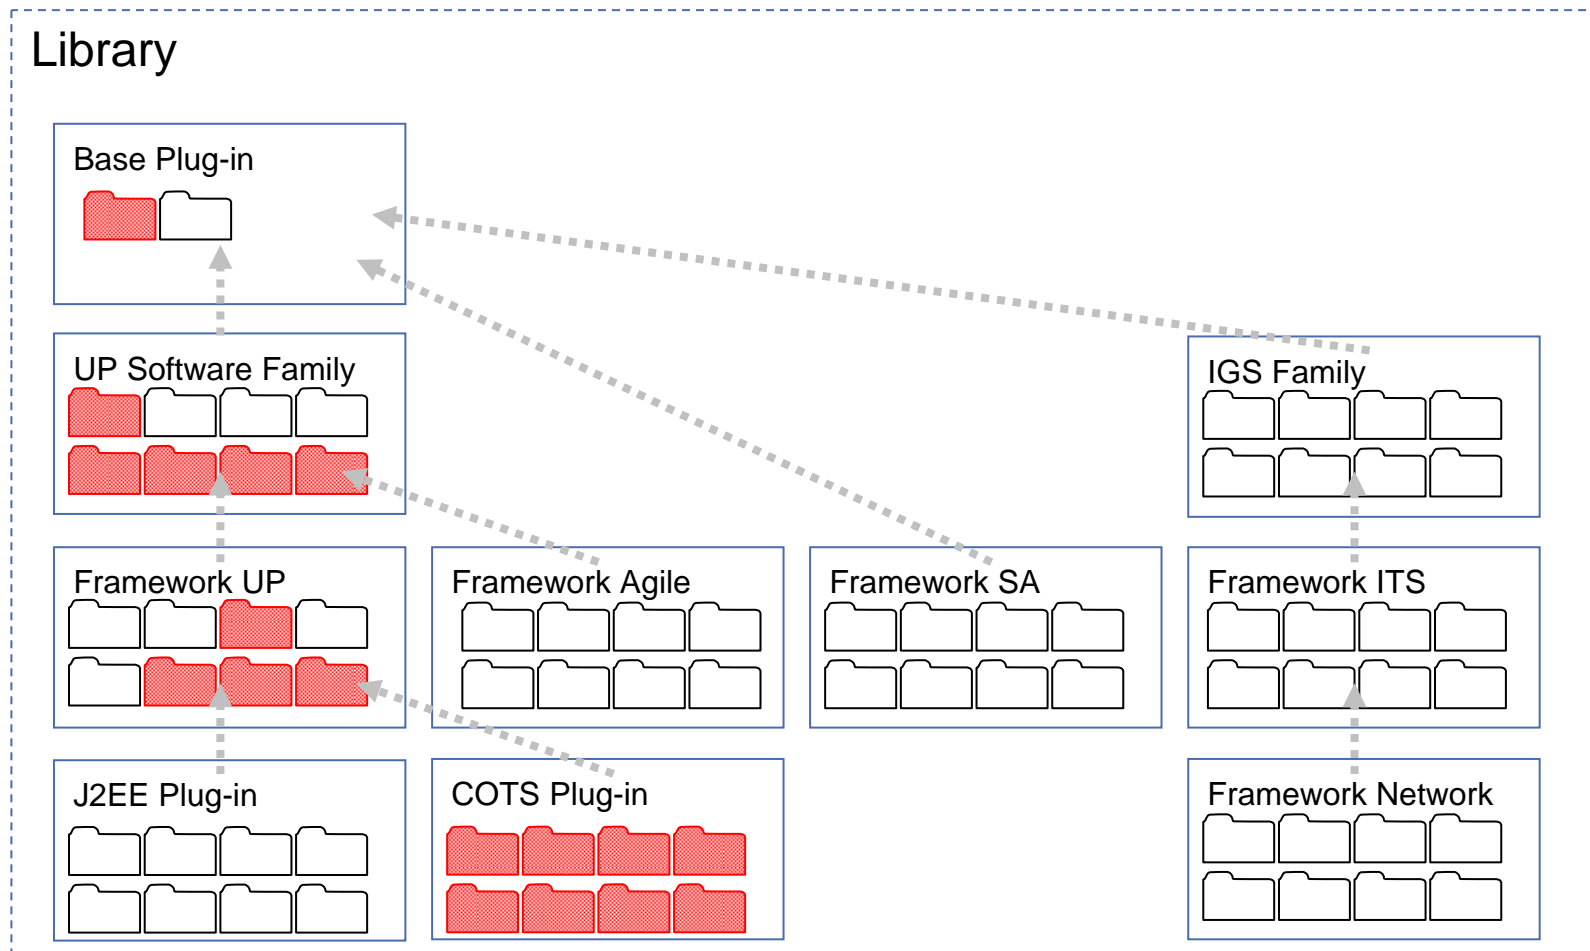 Library
Base Plug-in
UP Software Family
IGS Family
Framework UP
Framework Agile
Framework SA
Framework ITS
J2EE Plug-in
COTS Plug-in
Framework Network